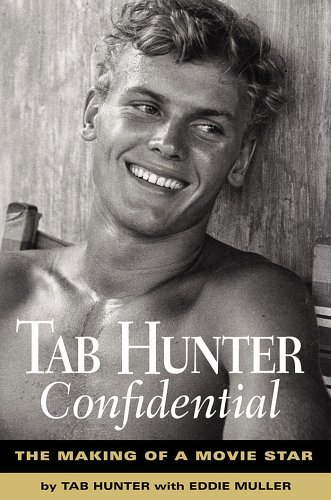 TAB HUNTER
Confidential
THE MAKING OF A MOVIE STAR
by TAB HUNTER with EDDIE MULLER